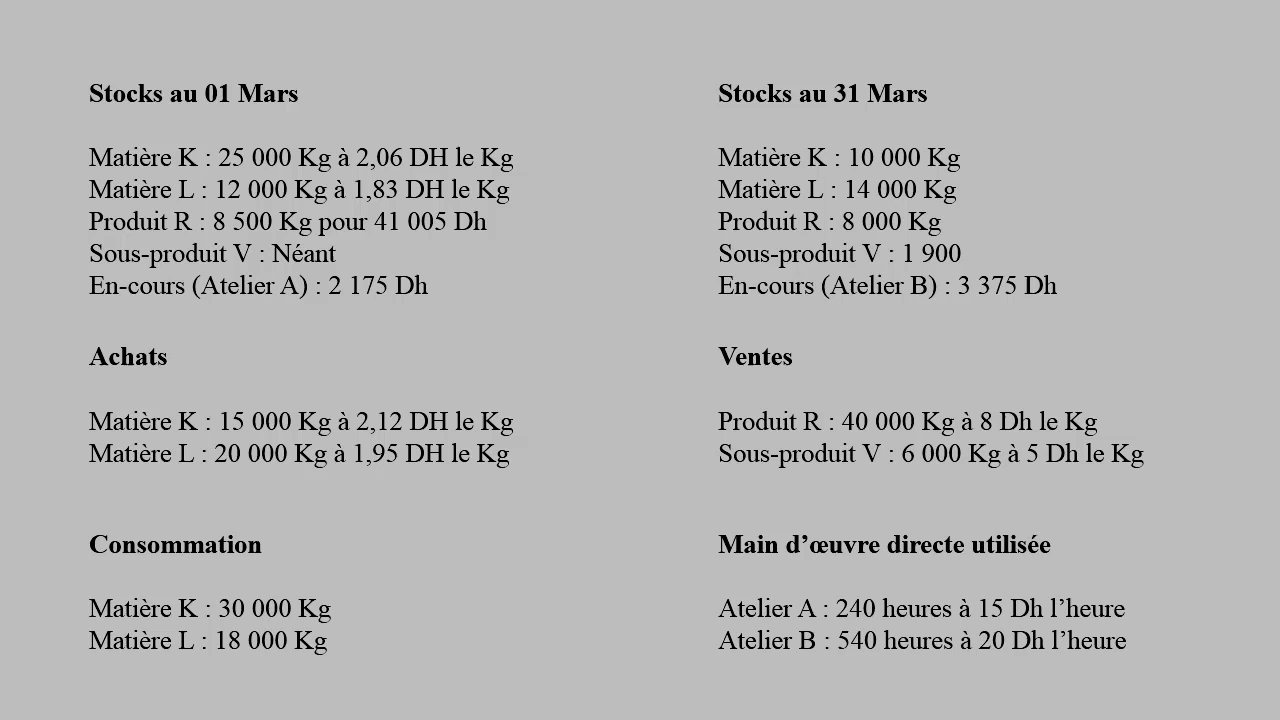 Stocks au 01 Mars
Matière K : 25 000 Kg à 2,06 DH le Kg
Matière L : 12 000 Kg à 1,83 DH le Kg
Produit R : 8 500 Kg pour 41 005 Dh
Sous-produit V : Néant
En-cours (Atelier A) : 2 175 Dh
Achats
Matière K : 15 000 Kg à 2,12 DH le Kg
Matière L : 20 000 Kg à 1,95 DH le Kg
Consommation
Matière K : 30 000 Kg
Matière L : 18 000 Kg
Stocks au 31 Mars
Matière K : 10 000 Kg
Matière L : 14 000 Kg
Produit R : 8 000 Kg
Sous-produit V : 1 900
En-cours (Atelier B) : 3 375 Dh
Ventes
Produit R : 40 000 Kg à 8 Dh le Kg
Sous-produit V : 6 000 Kg à 5 Dh le Kg
Main d’œuvre directe utilisée
Atelier A : 240 heures à 15 Dh l’heure
Atelier B : 540 heures à 20 Dh l’heure